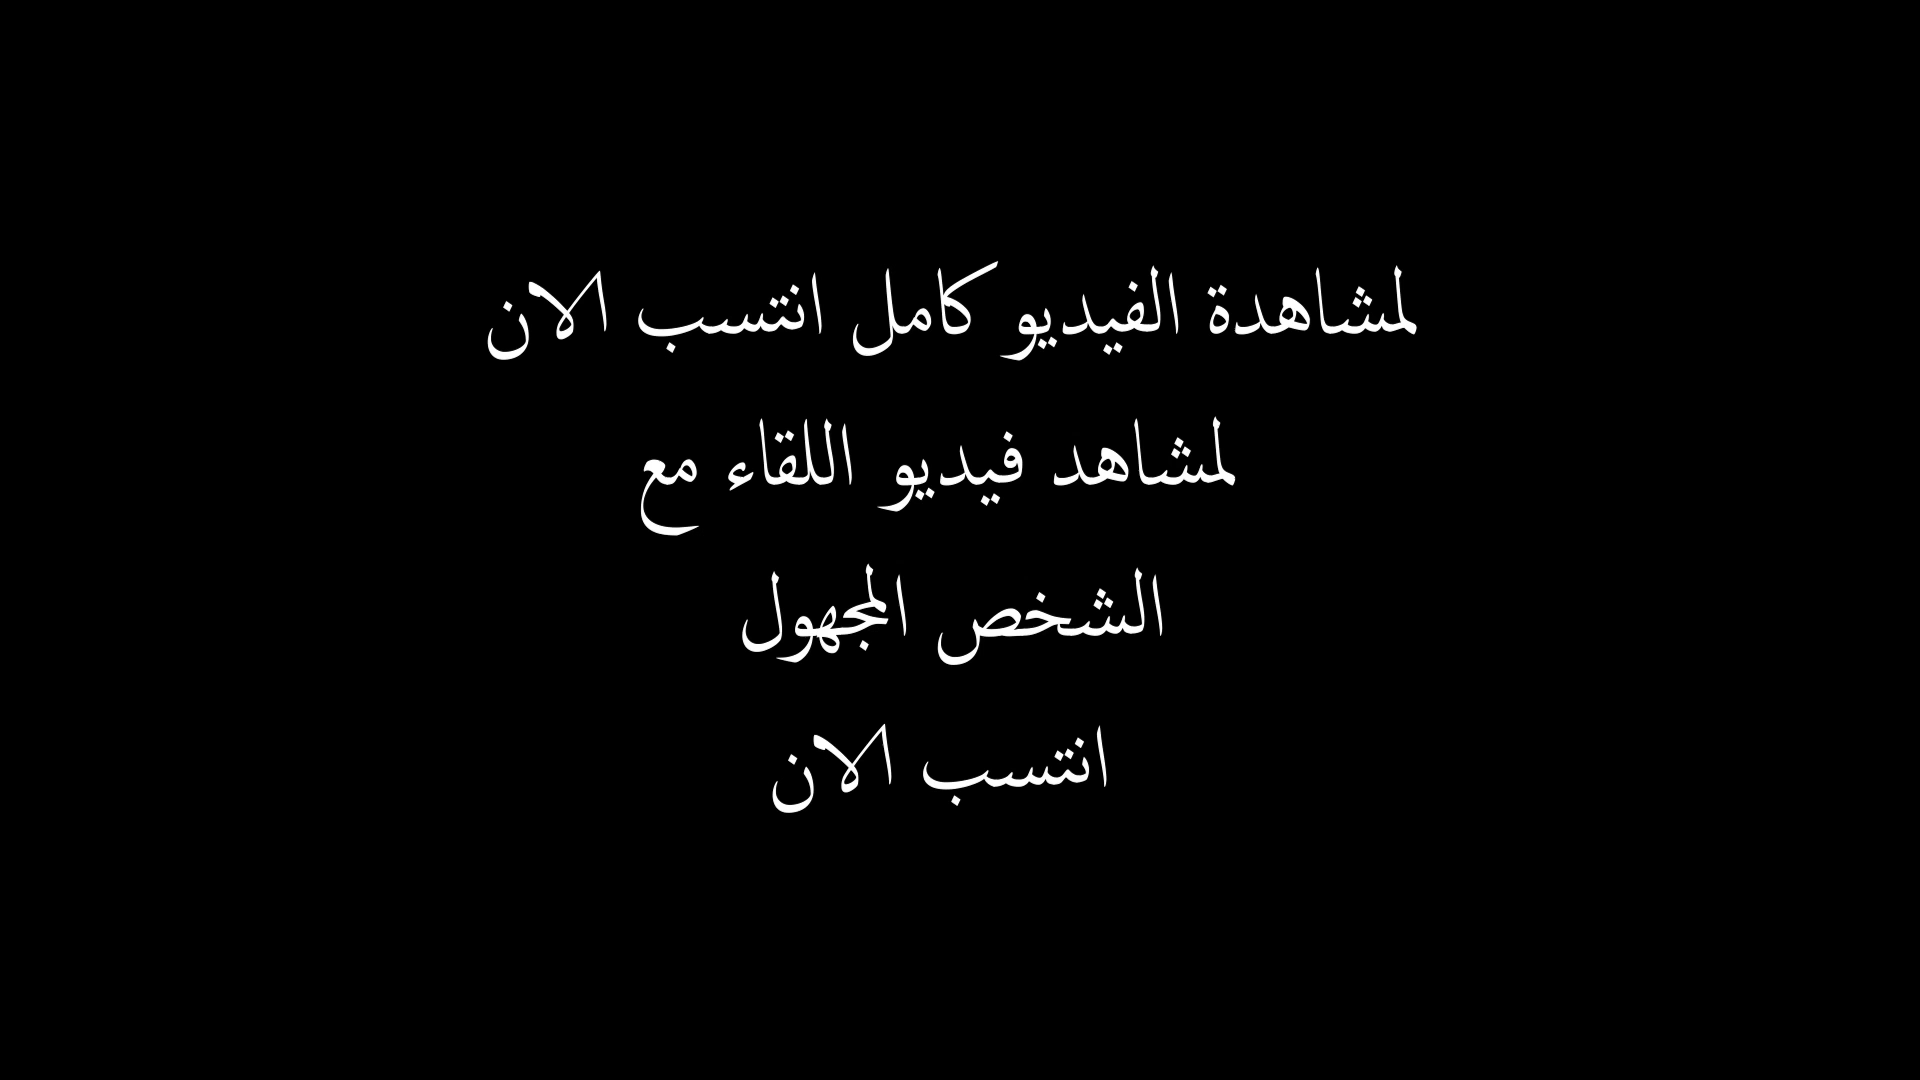 لمشاهدة الفيديو كامل انتسب الان
لمشاهد فيديو اللقاء مع
الشخص المجهول
انتسب الان